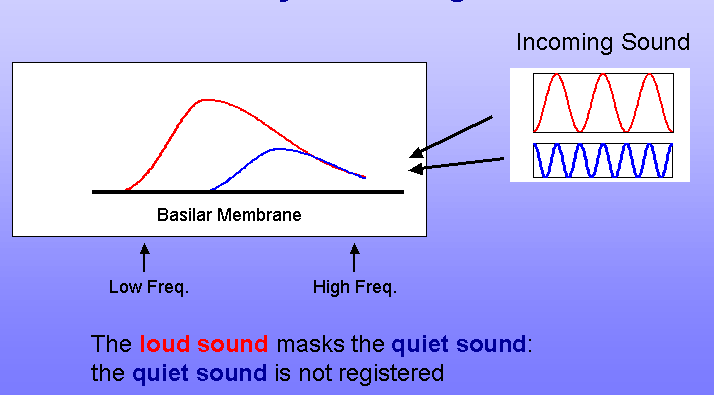 Incoming Sound
Basilar Membrane
Low Freq.
High Freq.
The loud sound masks the quiet sound:
the quiet sound is not registered